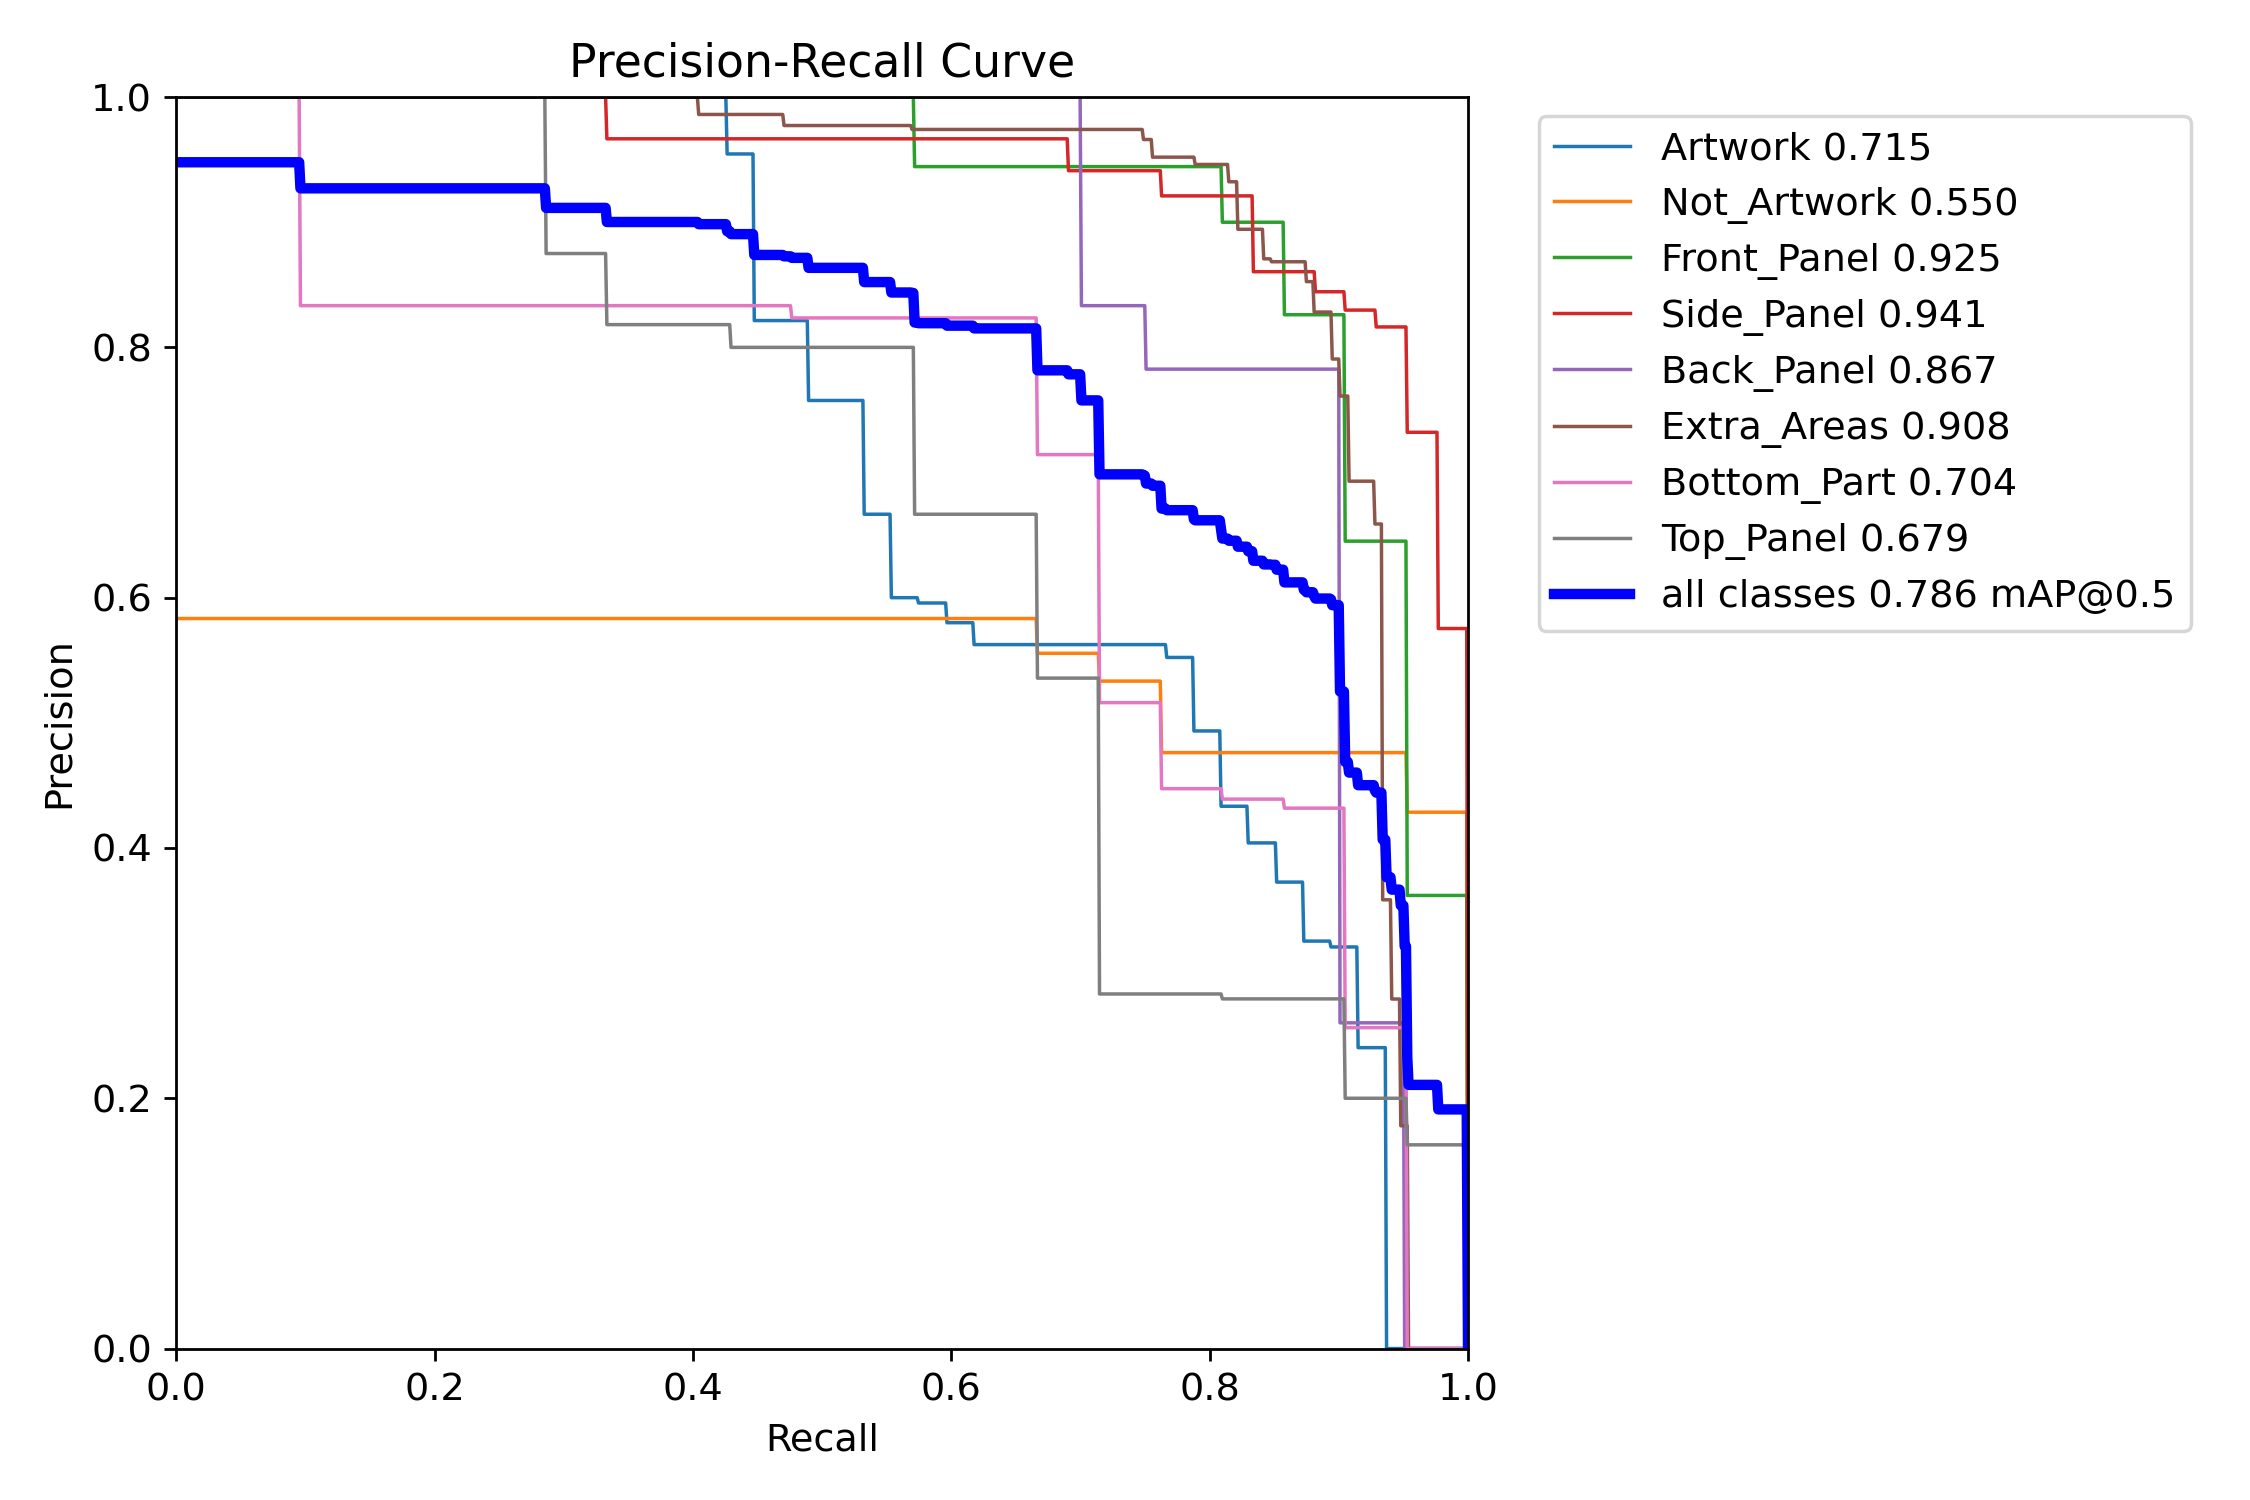 Precision-Recall Curve
1.0
0.8
0.6
0.4
0.2
0.0
Precision
0.0 0.2 0.4 0.6 0.8 1.0
Recall
Artwork 0.715
Not_Artwork 0.550
Front_Panel 0.925
Side_Panel 0.941
Back_Panel 0.867
Extra_Areas 0.908
Bottom_Part 0.704
Top_Panel 0.679
all classes 0.786 mAP@0.5